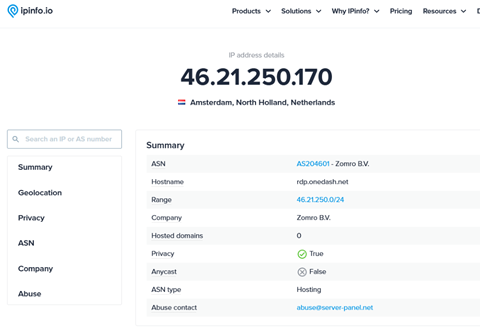 ipinfo.io
Products Solutions Why IPinfo? Pricing Resources
IP address details
46.21.250.170
Amsterdam, North Holland, Netherlands
Search an IP or AS number
Summary
Geolocation
Privacy
ASN
Company
Abuse
Summary
ASN AS204601 - Zomro B.V.
Hostname rdp.onedash.net
Range 46.21.250.0/24
Company Zomro B.V.
Hosted domains 0
Privacy True
Anycast False
ASN type Hosting
Abuse contact abuse@server-panel.net